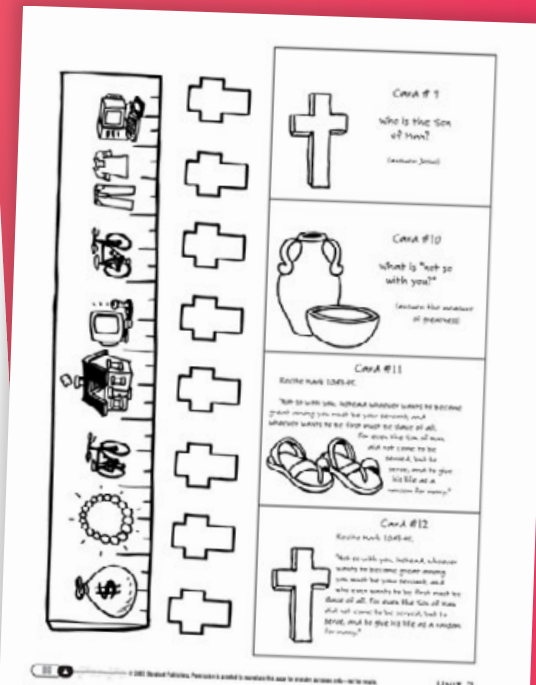 Card # 9
Who is the Son
of Man?
(answer: Jesus)
Card #10
What is "not so
with you?"
(answer: the measure
of greatness)
Card #11
Recite Mark 10:43-45.
"Not so with you. Instead, whoever wants to become
great among you must be your servant, and
whoever wants to be first must be slave of all.
For even the Son of Man
did not come to be
served, but to
serve, and to give
his life as a
ransom for many."
Card #12
Recite Mark 10:43-45.
"Not so with you. Instead, whoever
wants to become great among
you must be your servant, and
who ever wants to be first must be
slave of all. For even the Son of Man
did not come to be served, but to
serve, and to give his life as a ransom
for many."
$